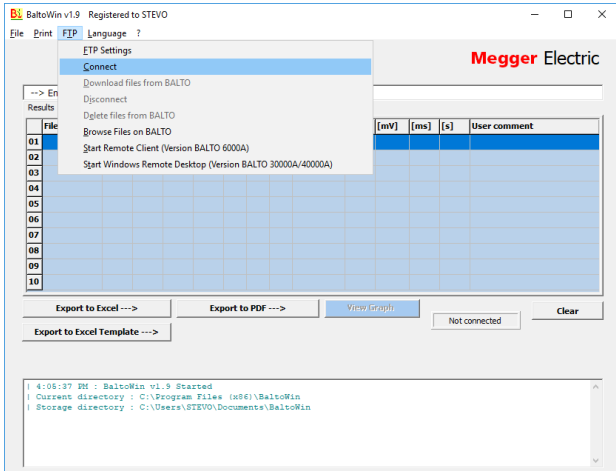 BaltoWin v1.9 Registered to STEVO
File Print FTP Language ?
FTP Settings
Connect
Download files from BALTO
Disconnect
Delete files from BALTO
Browse Files on BALTO
Start Remote Client (Version BALTO 6000A)
Start Windows Remote Desktop (Version BALTO 30000A/40000A)
Megger Electric
--> En
Results
File [mV] [ms] [s] User comment
01
02
03
04
05
06
07
08
09
10
Export to Excel ---> Export to PDF ---> View Graph Clear
Not connected
Export to Excel Template --->
| 4:05:37 PM : BaltoWin v1.9 Started
| Current directory : C:\Program Files (x86)\BaltoWin
| Storage directory : C:\Users\STEVO\Documents\BaltoWin